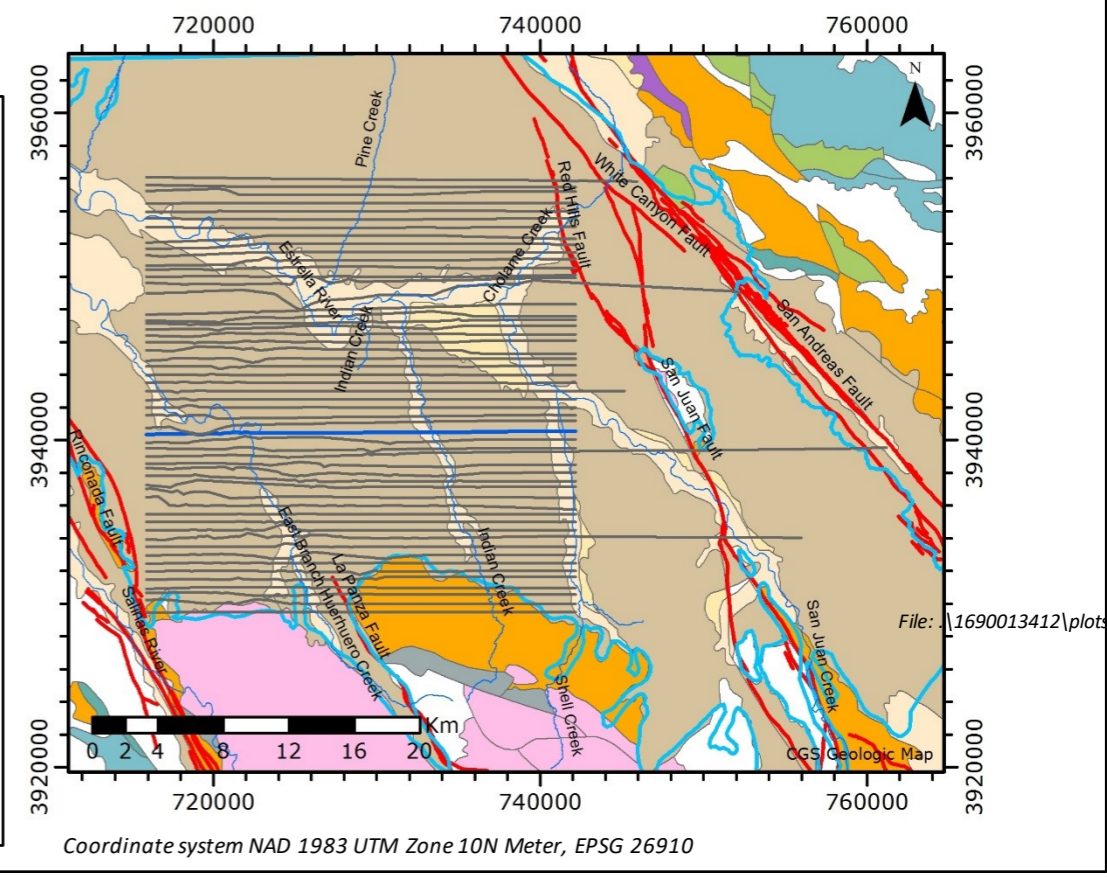 720000
740000
760000
3960000
3960000
N
Pine Creek
White Canyon Fault
Red Hills Fault
Cholame Creek
Estrella River
Indian Creek
San Andreas Fault
San Juan Fault
3940000
3940000
Rinconada Fault
East Branch Huerhuero Creek
La Panza Fault
Indian Creek
Salinas River
San Juan Creek
File: .\1690013412\plots
Shell Creek
Km
0 2 4 8 12 16 20
CGS Geologic Map
3920000
3920000
720000
740000
760000
Coordinate system NAD 1983 UTM Zone 10N Meter, EPSG 26910